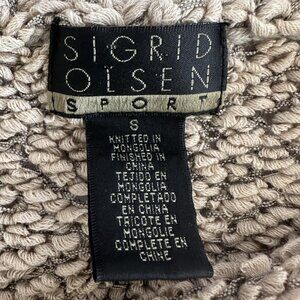 SIGRID
OLSEN
SPORT
S
KNITTED IN
MONGOLIA
FINISHED IN
CHINA
TEJIDO EN
MONGOLIA
COMPLETADO
EN CHINA
TRICOTE EN
MONGOLIE
COMPLETE EN
CHINE